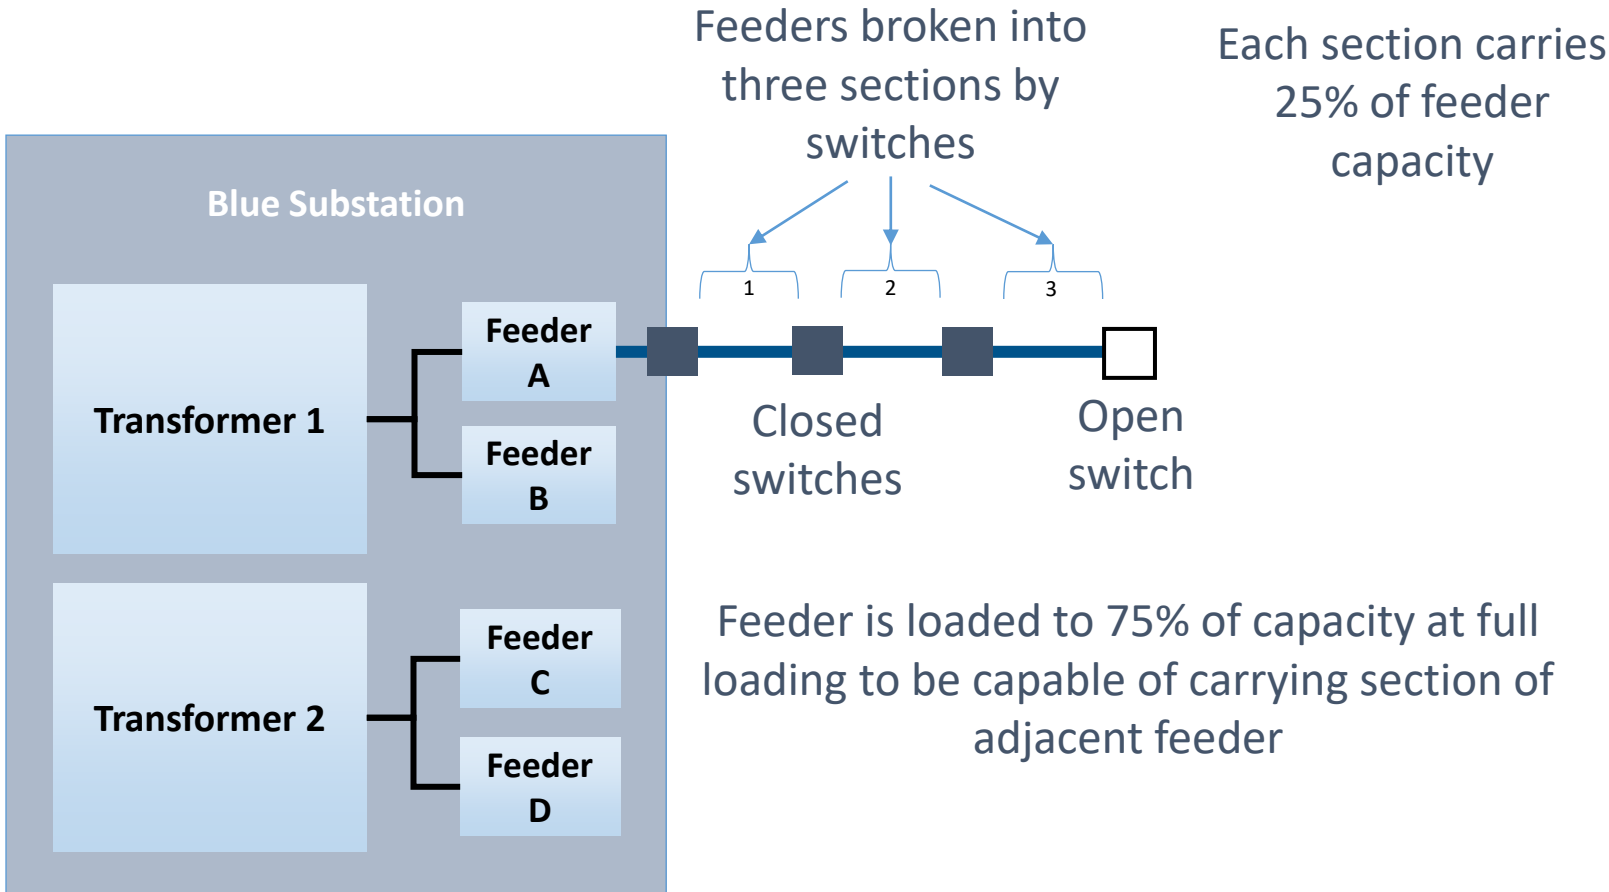 Feeders broken into
three sections by
switches
Each section carries
25% of feeder
capacity
Blue Substation
1
2
3
Transformer 1
Feeder
A
Feeder
B
Closed
switches
Open
switch
Transformer 2
Feeder
C
Feeder
D
Feeder is loaded to 75% of capacity at full
loading to be capable of carrying section of
adjacent feeder